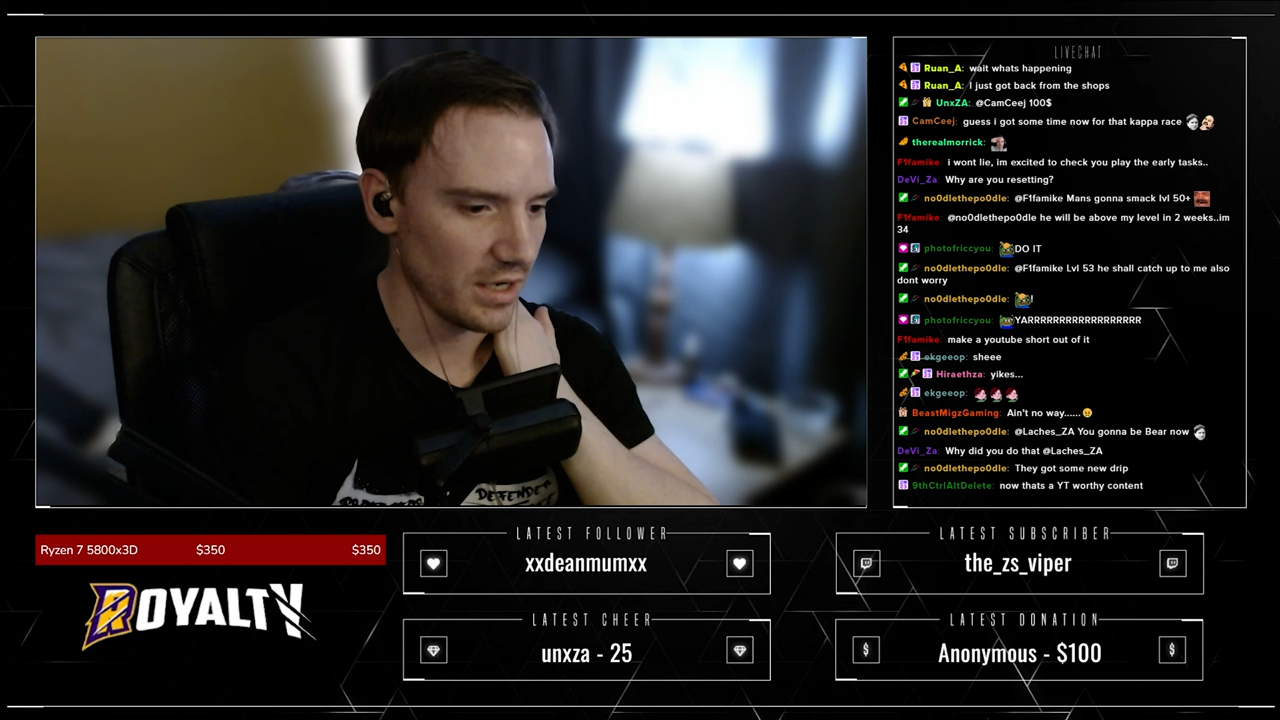 LIVECHAT
Ruan_A: wait whats happening
Ruan_A: I just got back from the shops
UnxZA: @CamCeej 100$
CamCeej: guess i got some time now for that kappa race
therealmorrick:
F1famike: i wont lie, im excited to check you play the early tasks..
DeVi_Za: Why are you resetting?
no0dlethepo0dle: @F1famike Mans gonna smack lvl 50+
F1famike: @no0dlethepo0dle he will be above my level in 2 weeks..im
34
photofriccyou: DO IT
no0dlethepo0dle: @F1famike Lvl 53 he shall catch up to me also
dont worry
no0dlethepo0dle: !
photofriccyou: YARRRRRRRRRRRRRRRRRR
F1famike: make a youtube short out of it
ekgeeop: sheee
Hiraethza: yikes...
ekgeeop:
BeastMigzGaming: Ain't no way......
no0dlethepo0dle: @Laches_ZA You gonna be Bear now
DeVi_Za: Why did you do that @Laches_ZA
no0dlethepo0dle: They got some new drip
9thCtrlAltDelete: now thats a YT worthy content
DEFENDER
Ryzen 7 5800x3D $350 $350
ROYALTY
LATEST FOLLOWER
xxdeanmumxx
LATEST SUBSCRIBER
the_zs_viper
LATEST CHEER
unxza - 25
LATEST DONATION
Anonymous - $100